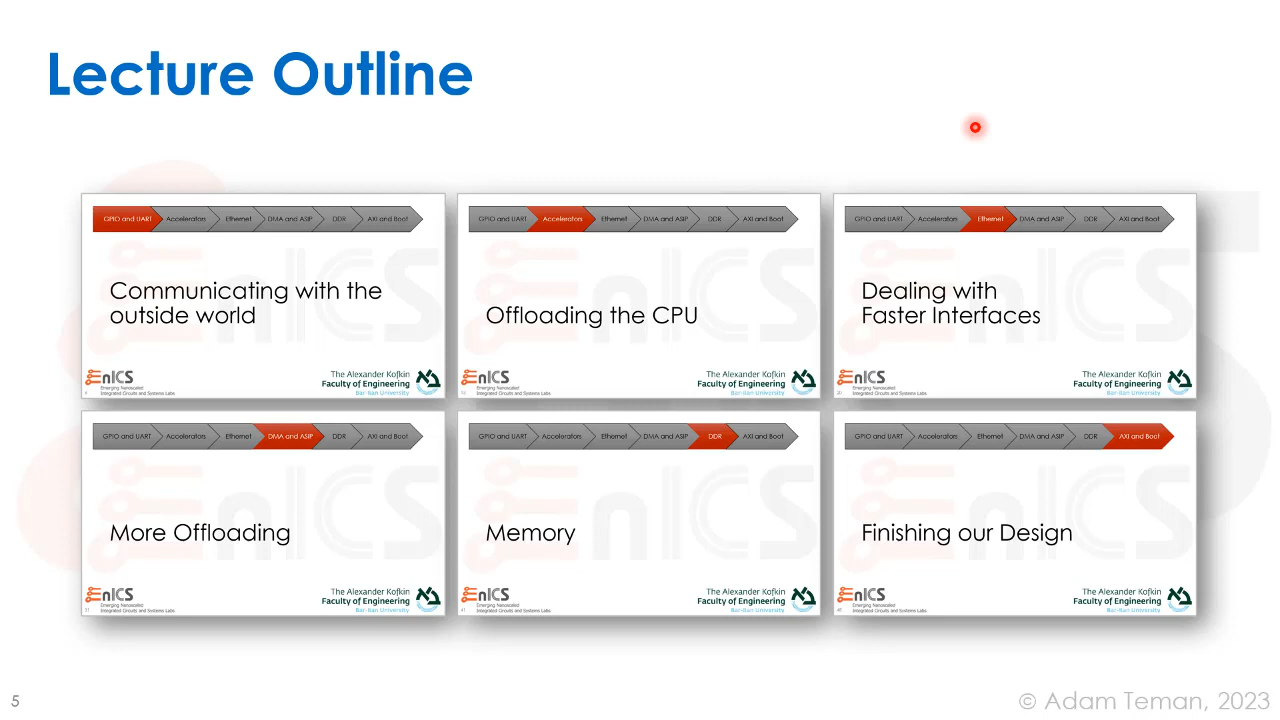 Lecture Outline
GPIO and UART Accelerators Ethernet DMA and ASIP DDR AXI and Boot
Communicating with the
outside world
EnICS
Emerging Nanoscaled
Integrated Circuits and Systems Labs
The Alexander Kofkin
Faculty of Engineering
Bar-Ilan University
GPIO and UART Accelerators Ethernet DMA and ASIP DDR AXI and Boot
Offloading the CPU
EnICS
Emerging Nanoscaled
Integrated Circuits and Systems Labs
The Alexander Kofkin
Faculty of Engineering
Bar-Ilan University
GPIO and UART Accelerators Ethernet DMA and ASIP DDR AXI and Boot
Dealing with
Faster Interfaces
EnICS
Emerging Nanoscaled
Integrated Circuits and Systems Labs
The Alexander Kofkin
Faculty of Engineering
Bar-Ilan University
GPIO and UART Accelerators Ethernet DMA and ASIP DDR AXI and Boot
More Offloading
EnICS
Emerging Nanoscaled
Integrated Circuits and Systems Labs
The Alexander Kofkin
Faculty of Engineering
Bar-Ilan University
GPIO and UART Accelerators Ethernet DMA and ASIP DDR AXI and Boot
Memory
EnICS
Emerging Nanoscaled
Integrated Circuits and Systems Labs
The Alexander Kofkin
Faculty of Engineering
Bar-Ilan University
GPIO and UART Accelerators Ethernet DMA and ASIP DDR AXI and Boot
Finishing our Design
EnICS
Emerging Nanoscaled
Integrated Circuits and Systems Labs
The Alexander Kofkin
Faculty of Engineering
Bar-Ilan University
5
© Adam Teman, 2023